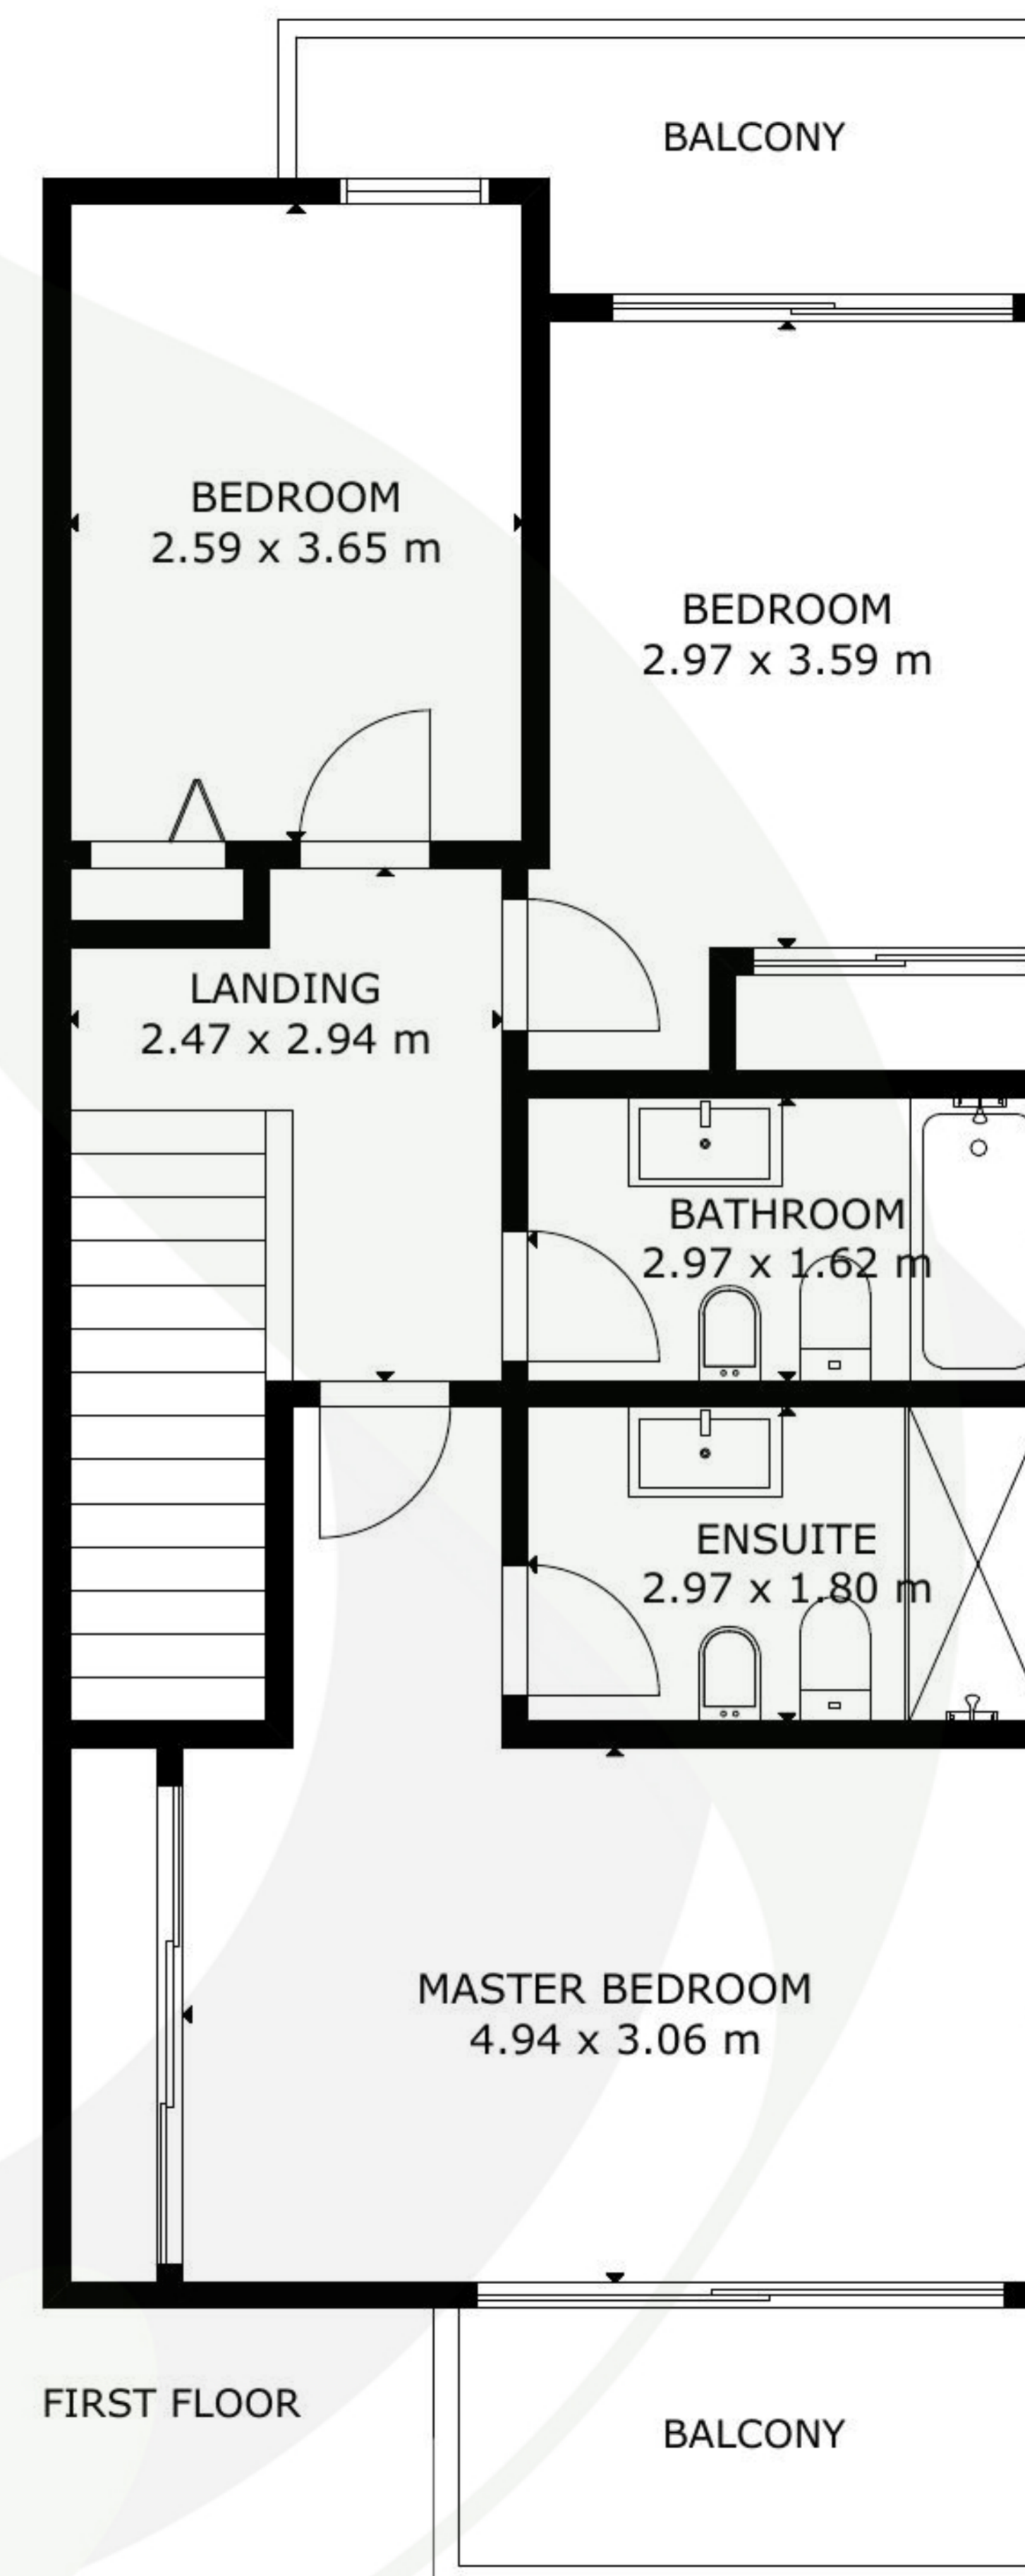 BALCONY
BEDROOM
2.59 x 3.65 m
BEDROOM
2.97 x 3.59 m
LANDING
2.47 x 2.94 m
BATHROOM
2.97 x 1.62 m
ENSUITE
2.97 x 1.80 m
MASTER BEDROOM
4.94 x 3.06 m
FIRST FLOOR
BALCONY